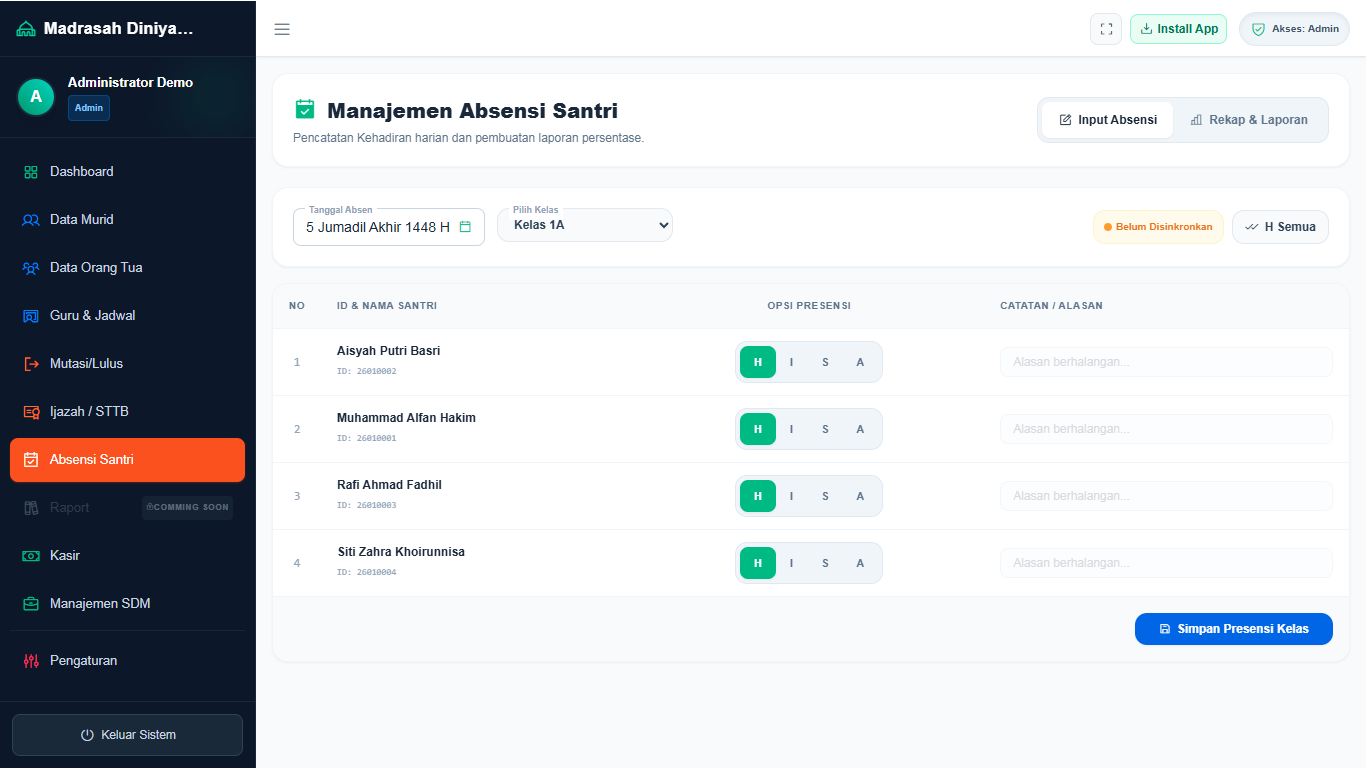 Madrasah Diniya...
Install App
Akses: Admin
A
Administrator Demo
Admin
Dashboard
Data Murid
Data Orang Tua
Guru & Jadwal
Mutasi/Lulus
Ijazah / STTB
Absensi Santri
Raport
COMMING SOON
Kasir
Manajemen SDM
Pengaturan
Keluar Sistem
Manajemen Absensi Santri
Pencatatan Kehadiran harian dan pembuatan laporan persentase.
Input Absensi
Rekap & Laporan
Tanggal Absen
5 Jumadil Akhir 1448 H
Pilih Kelas
Kelas 1A
Belum Disinkronkan
H Semua
NO ID & NAMA SANTRI OPSI PRESENSI CATATAN / ALASAN
1 Aisyah Putri Basri H I S A Alasan berhalangan...
ID: 26010002
2 Muhammad Alfan Hakim H I S A Alasan berhalangan...
ID: 26010001
3 Rafi Ahmad Fadhil H I S A Alasan berhalangan...
ID: 26010003
4 Siti Zahra Khoirunnisa H I S A Alasan berhalangan...
ID: 26010004
Simpan Presensi Kelas